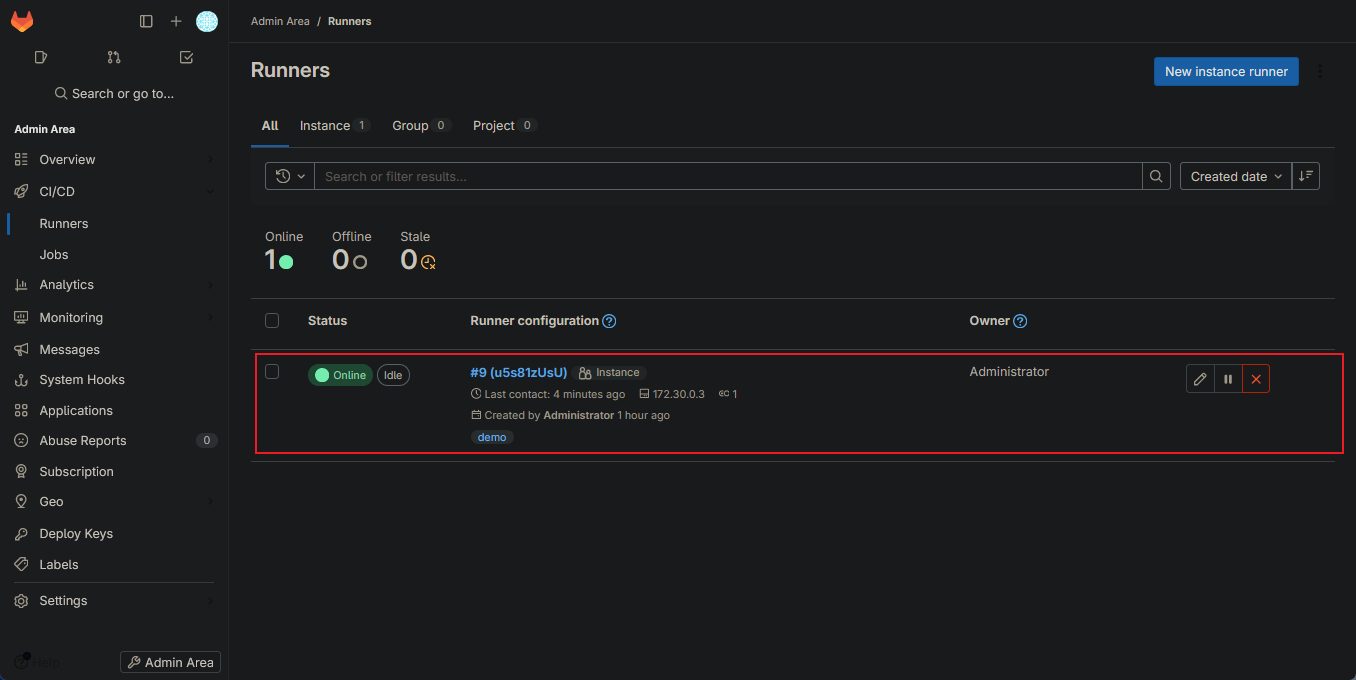 Admin Area / Runners
Search or go to...
Admin Area
Overview
CI/CD
Runners
Jobs
Analytics
Monitoring
Messages
System Hooks
Applications
Abuse Reports 0
Subscription
Geo
Deploy Keys
Labels
Settings
Help
Admin Area
Runners
New instance runner
All Instance 1 Group 0 Project 0
Search or filter results...
Created date
Online Offline Stale
1 0 0
Status Runner configuration Owner
Online Idle #9 (u5s81zUsU) Instance Administrator
Last contact: 4 minutes ago 172.30.0.3 1
Created by Administrator 1 hour ago
demo